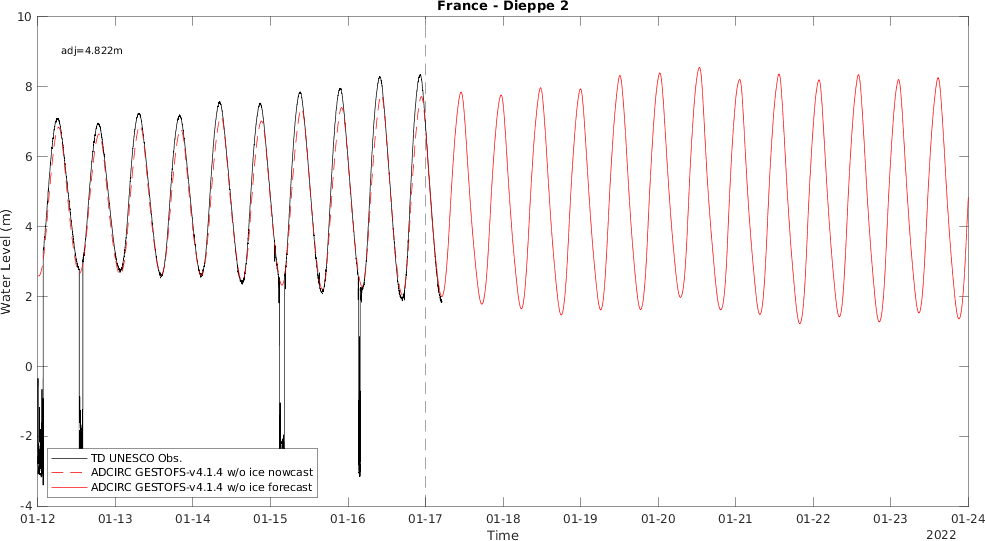 France - Dieppe 2
adj=4.822m
10
8
6
4
2
0
-2
-4
Water Level (m)
TD UNESCO Obs.
ADCIRC GESTOFS-v4.1.4 w/o ice nowcast
ADCIRC GESTOFS-v4.1.4 w/o ice forecast
01-12 01-13 01-14 01-15 01-16 01-17 01-18 01-19 01-20 01-21 01-22 01-23 01-24
Time
2022